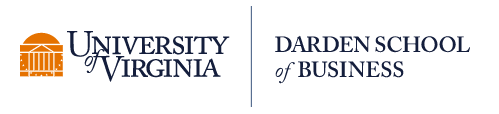 UNIVERSITY
of VIRGINIA
DARDEN SCHOOL
of BUSINESS